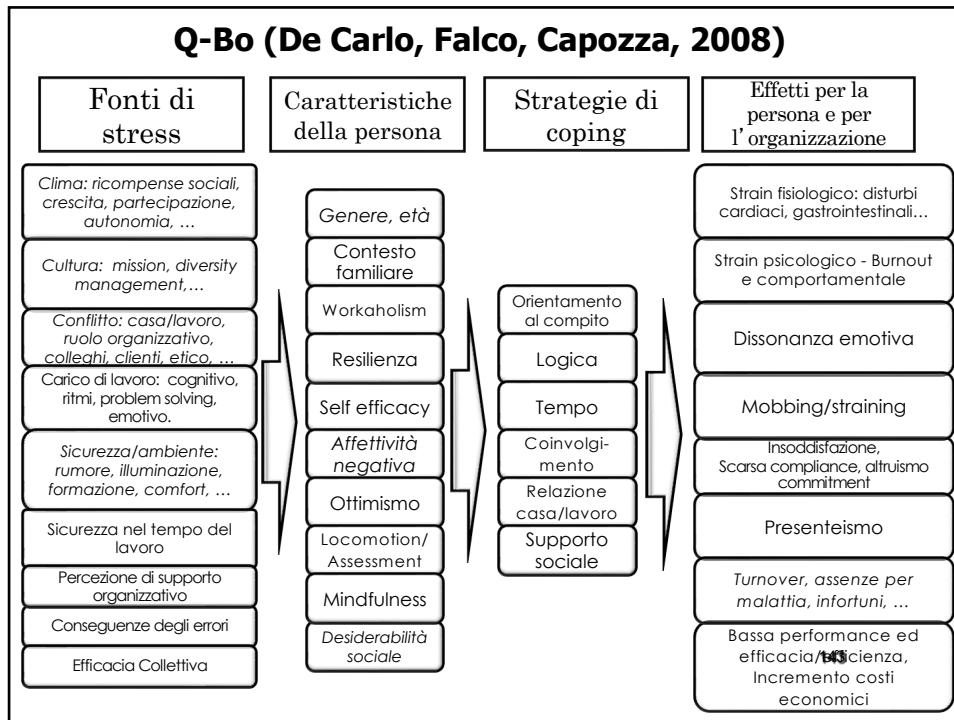 Q-Bo (De Carlo, Falco, Capozza, 2008)
Fonti di
stress
Clima: ricompense sociali,
crescita, partecipazione,
autonomia, …
Cultura: mission, diversity
management,…
Conflitto: casa/lavoro,
ruolo organizzativo,
colleghi, clienti, etico, …
Carico di lavoro: cognitivo,
ritmi, problem solving,
emotivo.
Sicurezza/ambiente:
rumore, illuminazione,
formazione, comfort, …
Sicurezza nel tempo del
lavoro
Percezione di supporto
organizzativo
Conseguenze degli errori
Efficacia Collettiva
Caratteristiche
della persona
Genere, età
Contesto
familiare
Workaholism
Resilienza
Self efficacy
Affettività
negativa
Ottimismo
Locomotion/
Assessment
Mindfulness
Desiderabilità
sociale
Strategie di
coping
Orientamento
al compito
Logica
Tempo
Coinvolgi-
mento
Relazione
casa/lavoro
Supporto
sociale
Effetti per la
persona e per
l’organizzazione
Strain fisiologico: disturbi
cardiaci, gastrointestinali…
Strain psicologico - Burnout
e comportamentale
Dissonanza emotiva
Mobbing/straining
Insoddisfazione,
Scarsa compliance, altruismo
commitment
Presenteismo
Turnover, assenze per
malattia, infortuni, …
Bassa performance ed
efficacia/efficienza,
Incremento costi
economici
143